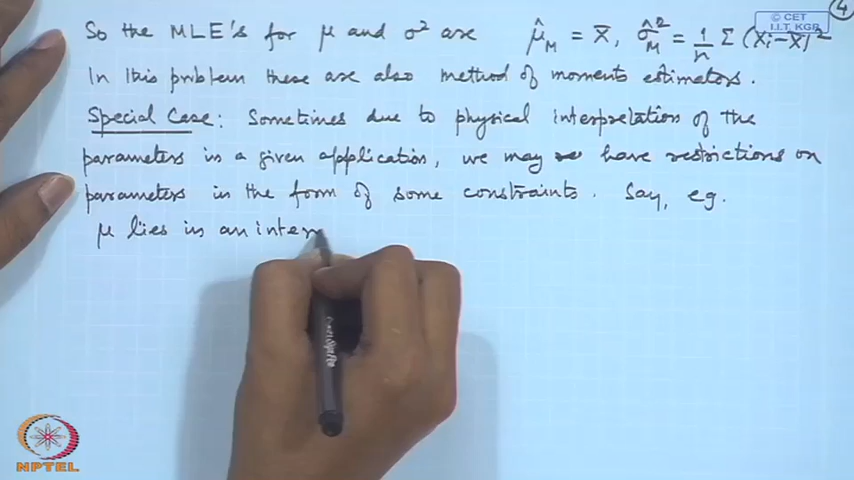 4
© CET
I.I.T. KGP
So the MLE's for μ and σ² are μ̂_M = X̄, σ̂²_M = 1/n Σ (Xi-X̄)²
In this problem these are also method of moments estimators.
Special Case: Sometimes due to physical interpretation of the
parameters in a given application, we may have restrictions on
parameters in the form of some constraints. Say, eg.
μ lies in an inter
NPTEL